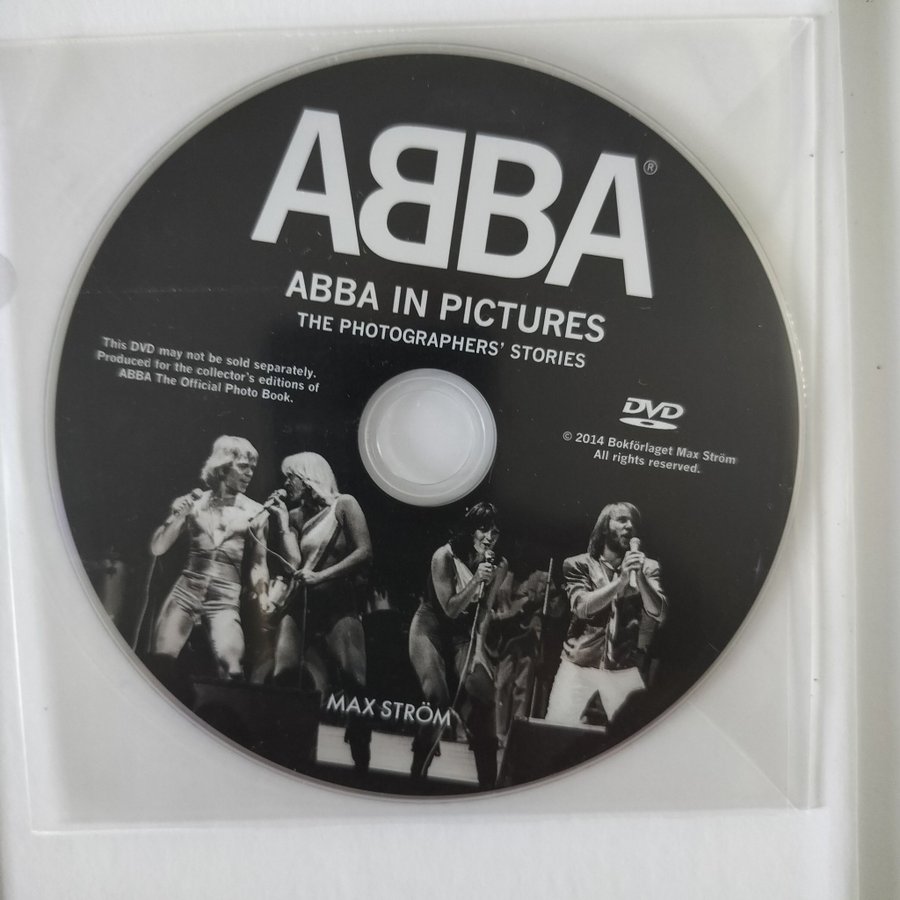 ABBA®
ABBA IN PICTURES
THE PHOTOGRAPHERS' STORIES
This DVD may not be sold separately.
Produced for the collector's editions of
ABBA The Official Photo Book.
DVD
© 2014 Bokförlaget Max Ström
All rights reserved.
MAX STRÖM